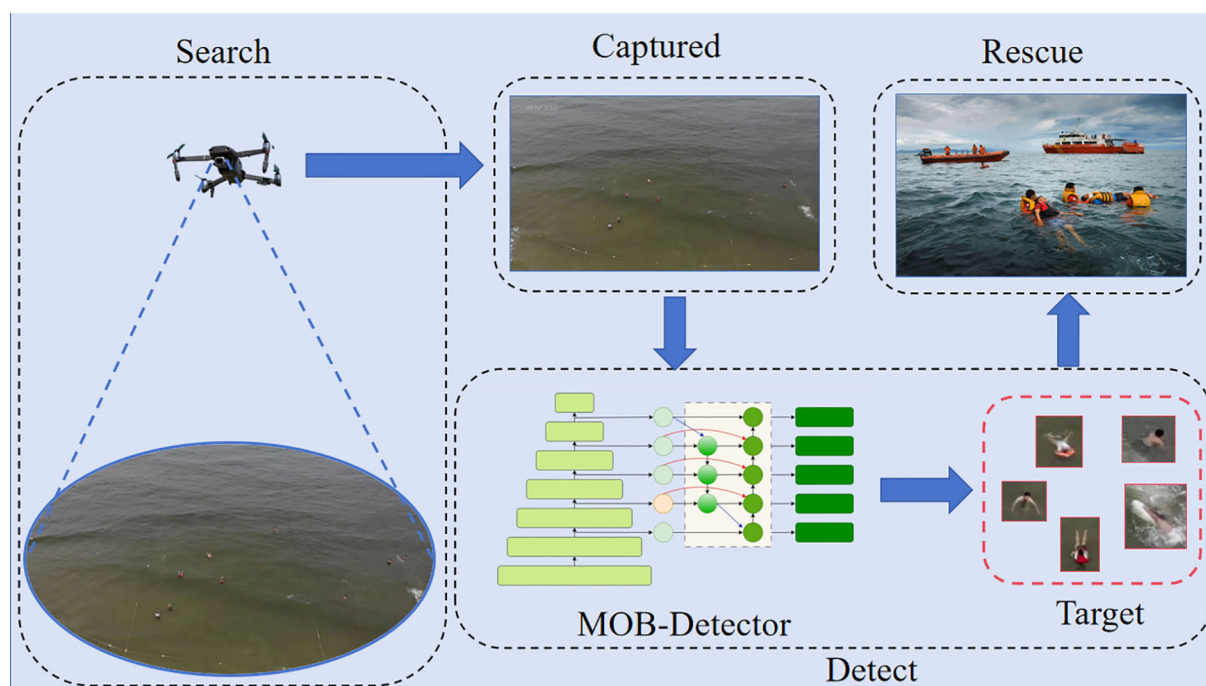 Search
Captured
Rescue
MOB-Detector
Target
Detect